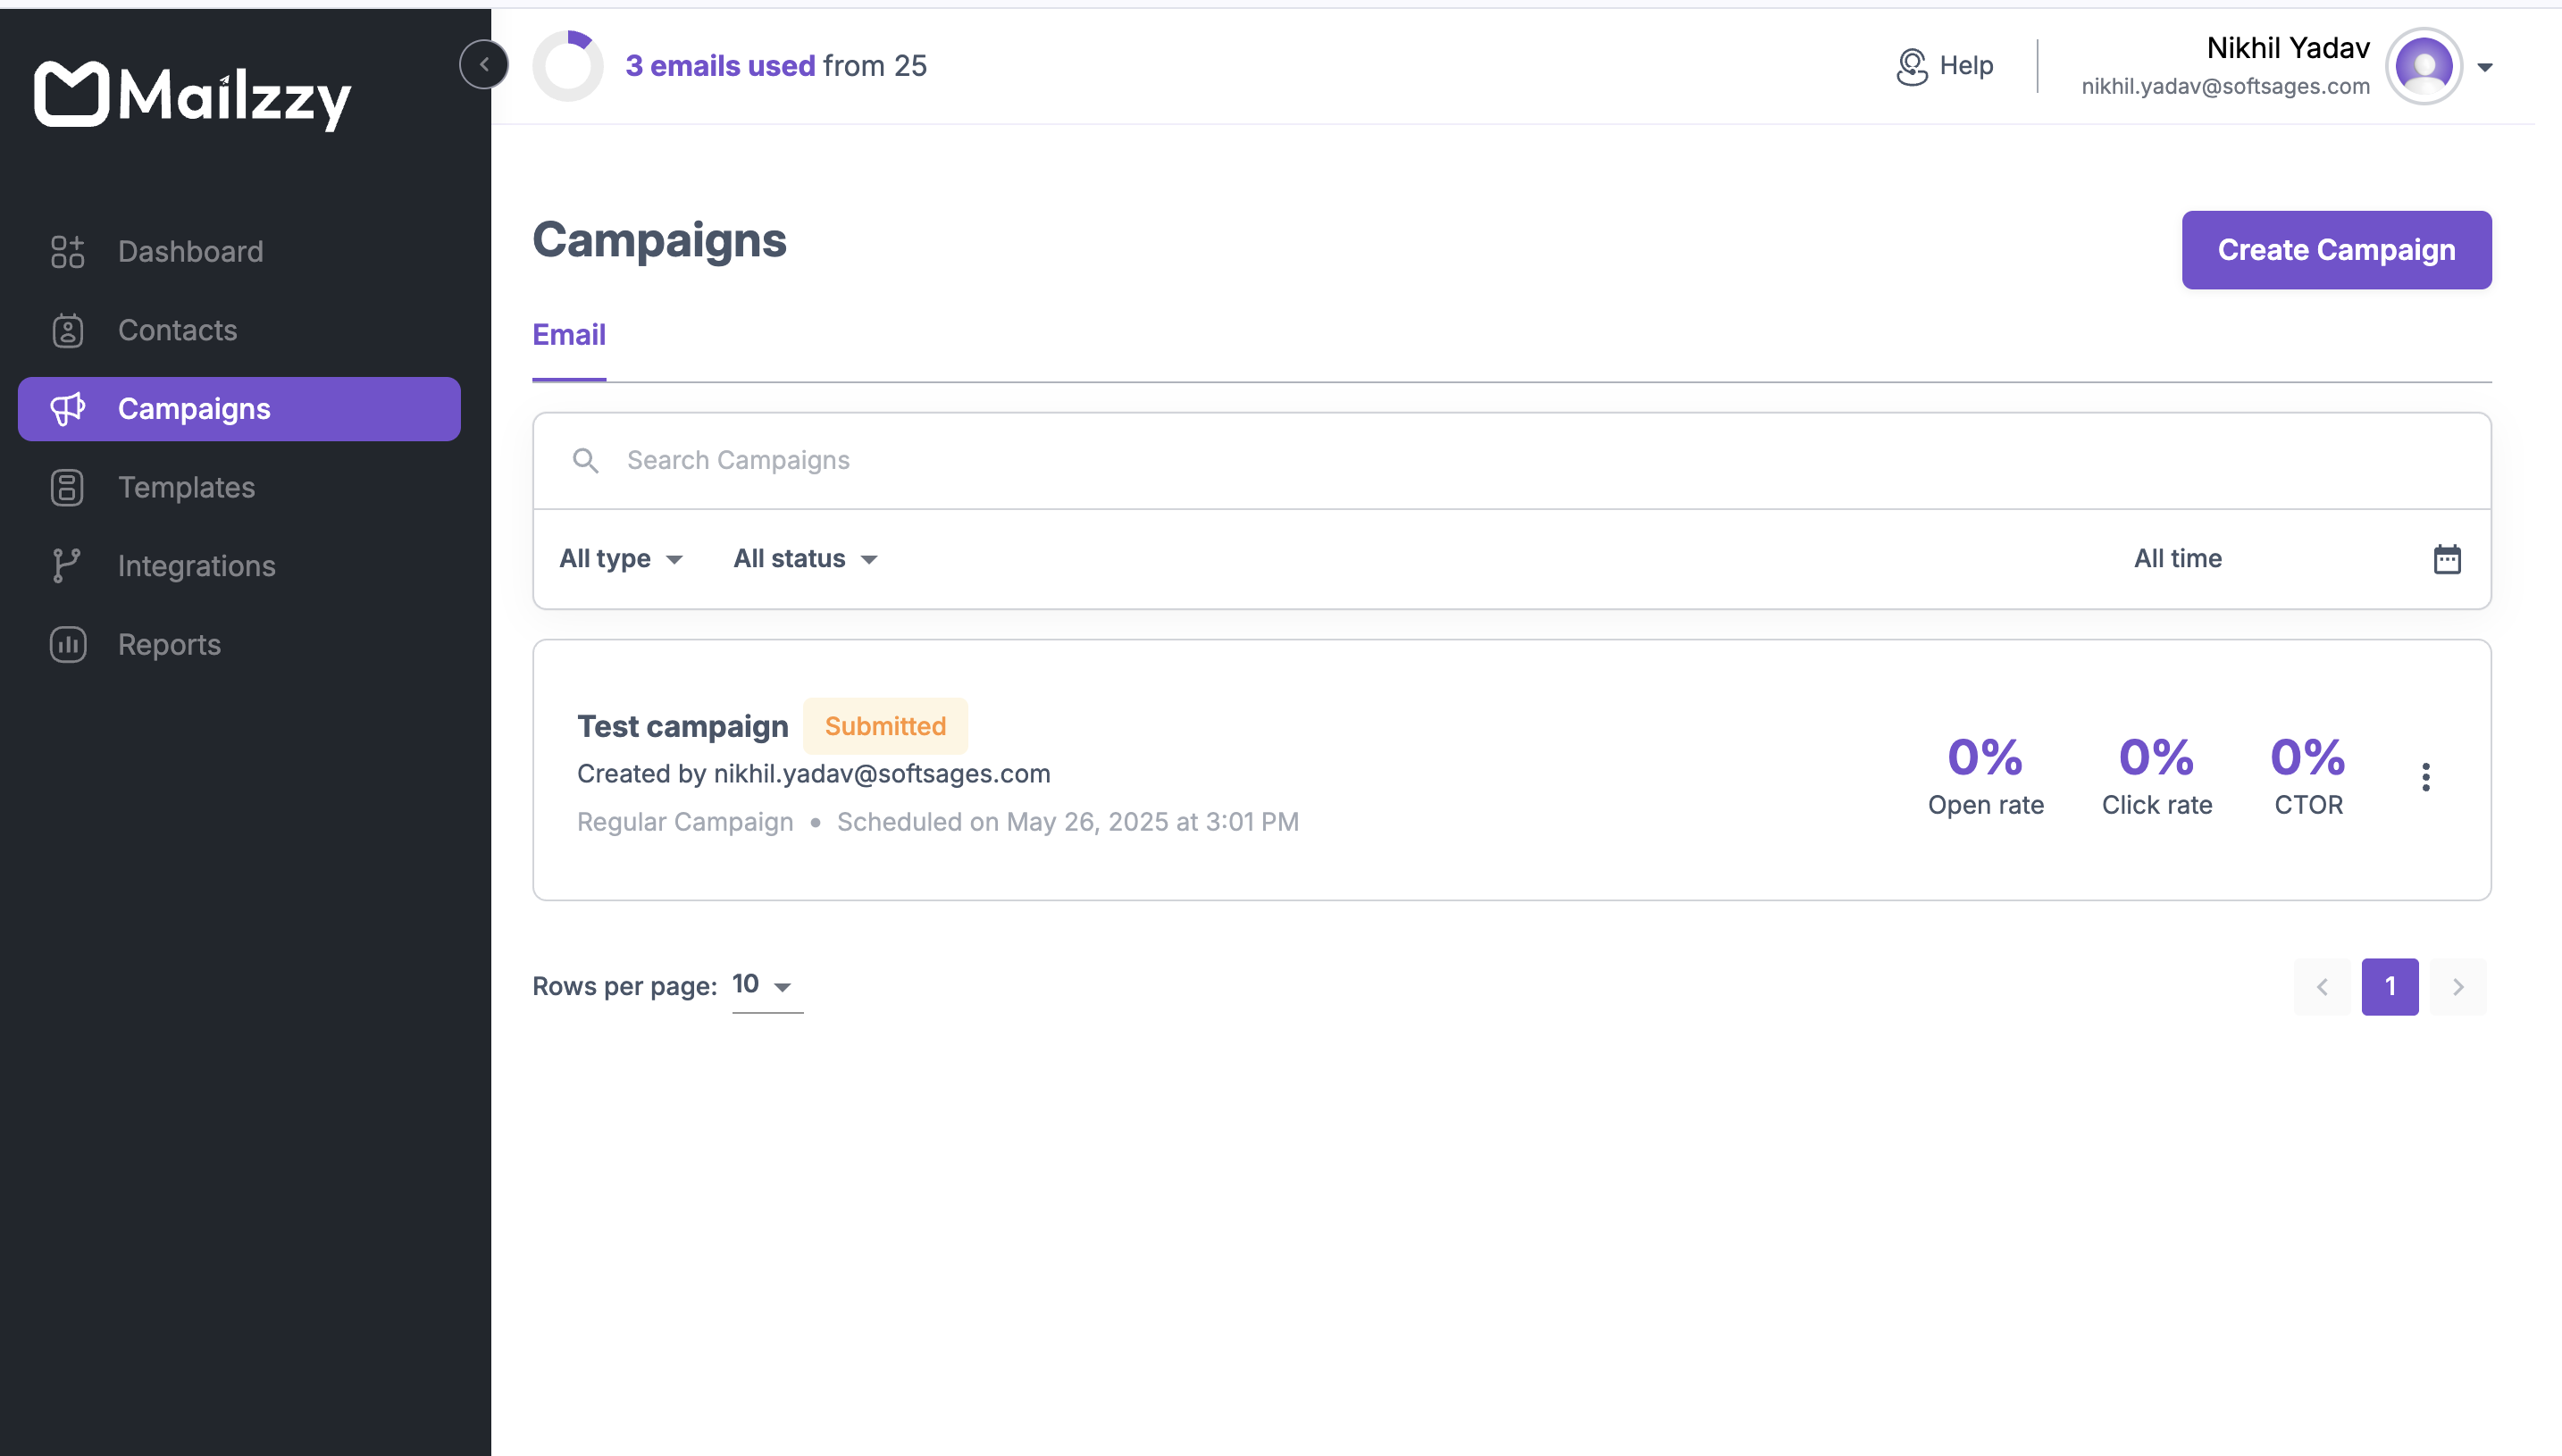 Mailzzy
3 emails used from 25
Help
Nikhil Yadav
nikhil.yadav@softsages.com
Dashboard
Contacts
Campaigns
Templates
Integrations
Reports
Campaigns
Create Campaign
Email
Search Campaigns
All type
All status
All time
Test campaign
Submitted
Created by nikhil.yadav@softsages.com
Regular Campaign • Scheduled on May 26, 2025 at 3:01 PM
0%
Open rate
0%
Click rate
0%
CTOR
Rows per page: 10
1